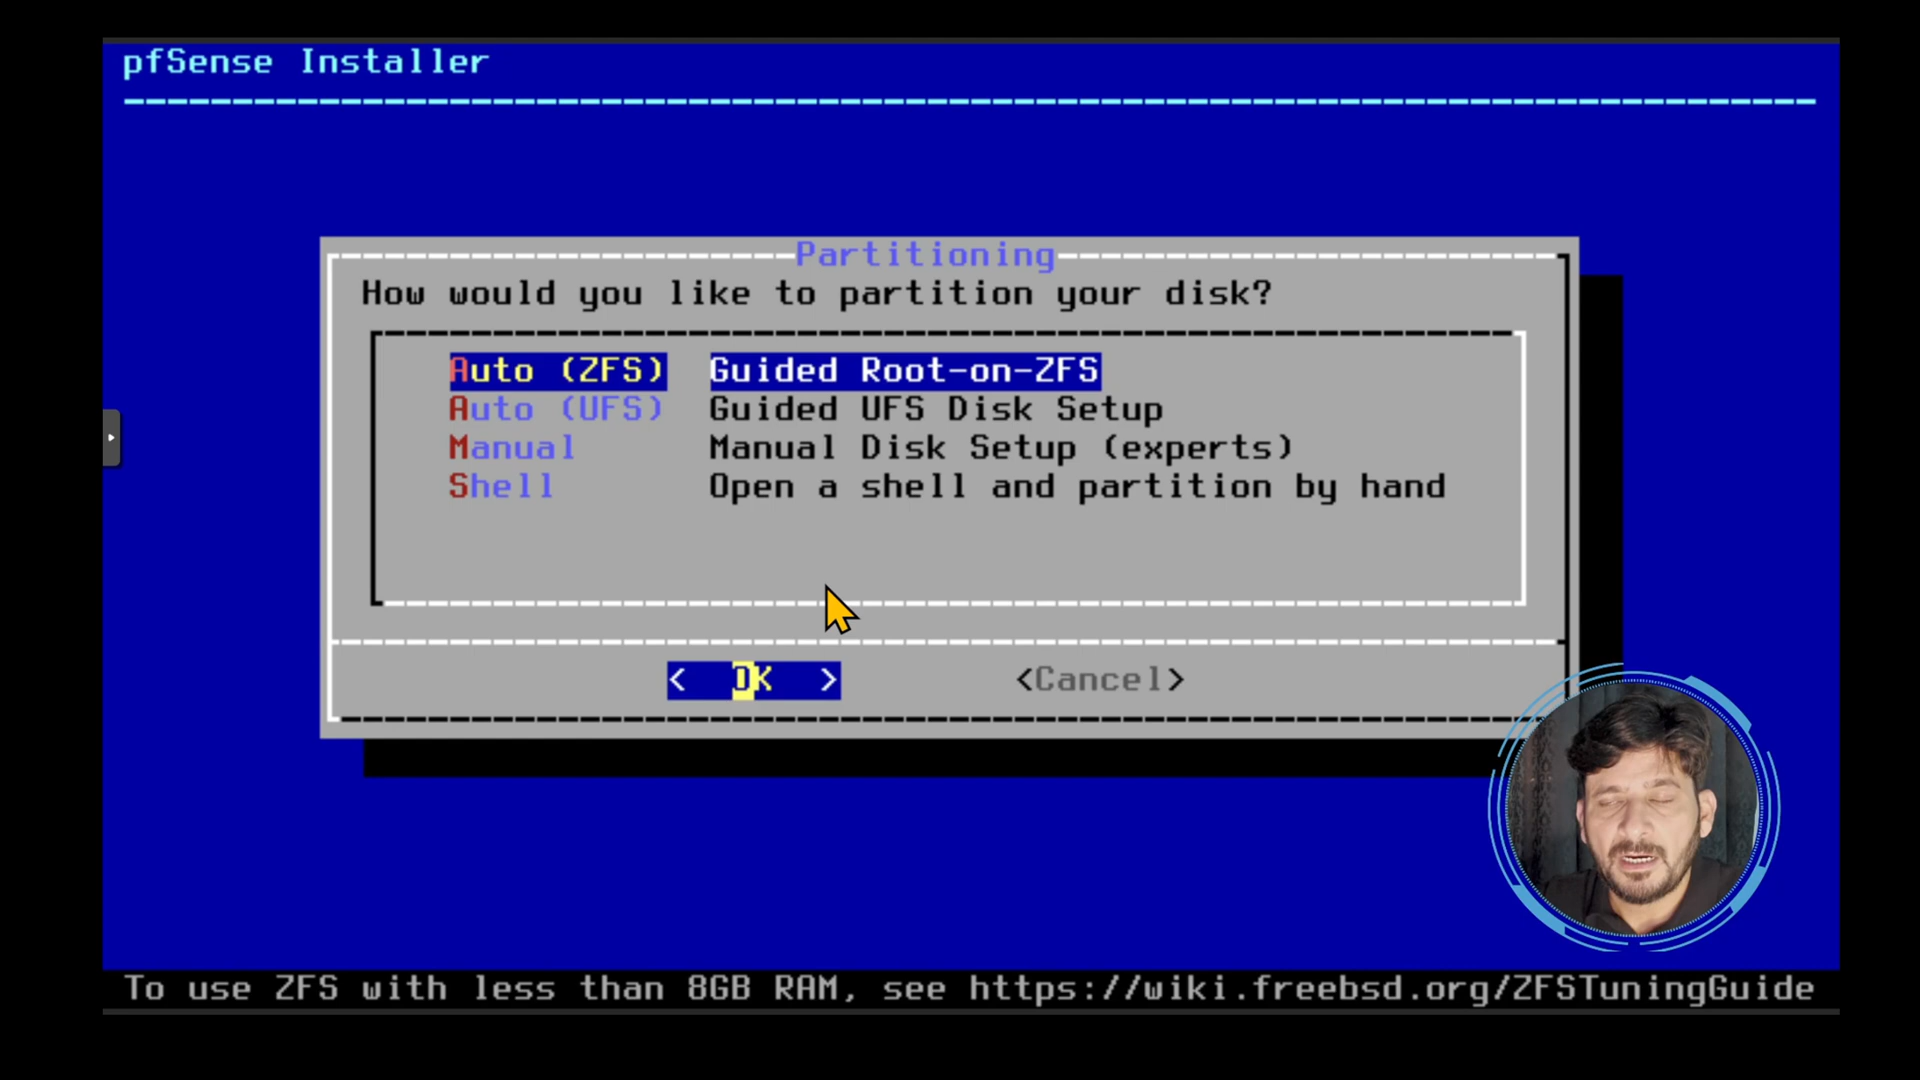 pfSense Installer
Partitioning
How would you like to partition your disk?
Auto (ZFS) Guided Root-on-ZFS
Auto (UFS) Guided UFS Disk Setup
Manual Manual Disk Setup (experts)
Shell Open a shell and partition by hand
< OK > <Cancel>
To use ZFS with less than 8GB RAM, see https://wiki.freebsd.org/ZFSTuningGuide